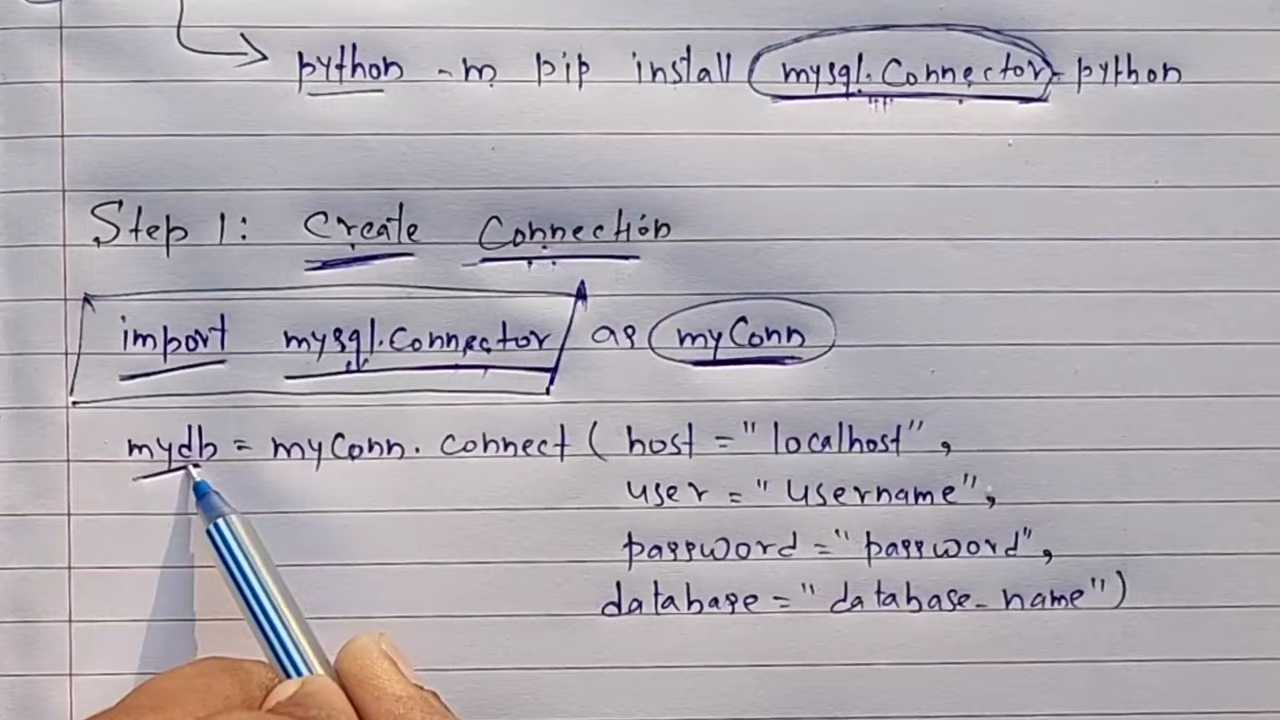 python -m pip install mysql.Connector-python
Step 1: Create Connection
import mysql.Connector as myConn
mydb = myConn.connect(host="localhost",
user="username",
password="password",
database="database_name")